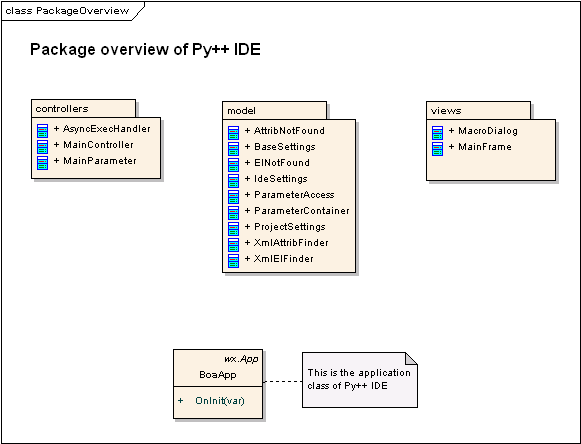 class PackageOverview
Package overview of Py++ IDE
controllers
+ AsyncExecHandler
+ MainController
+ MainParameter
model
+ AttribNotFound
+ BaseSettings
+ ElNotFound
+ IdeSettings
+ ParameterAccess
+ ParameterContainer
+ ProjectSettings
+ XmlAttribFinder
+ XmlElFinder
views
+ MacroDialog
+ MainFrame
wx.App
BoaApp
+ OnInit(var)
This is the application
class of Py++ IDE